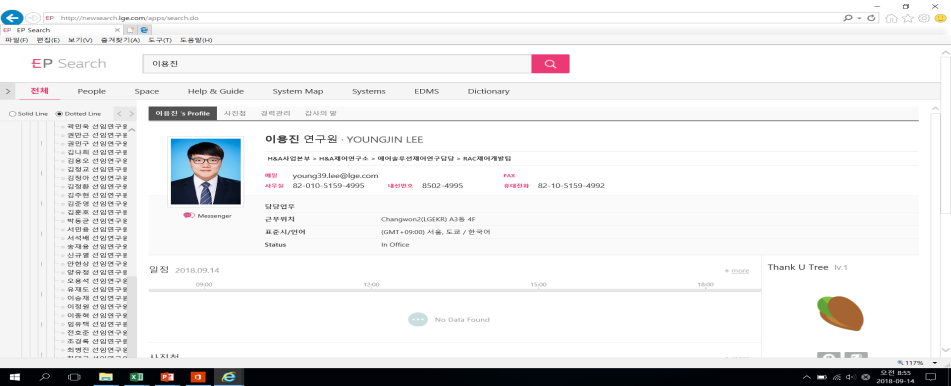 EP http://newsearch.lge.com/apps/search.do
EP EP Search
파일(F) 편집(E) 보기(V) 즐겨찾기(A) 도구(T) 도움말(H)
EP Search
이용진
전체 People Space Help & Guide System Map Systems EDMS Dictionary
Solid Line Dotted Line
이용진 's Profile 사진첩 경력관리 감사의 땅
곽민욱 선임연구원
권만근 선임연구원
권민구 선임연구원
김나희 선임연구원
김용오 선임연구원
김정교 선임연구원
김정아 선임연구원
김정환 선임연구원
김주현 선임연구원
김준영 선임연구원
김훈휘 선임연구원
박동근 선임연구원
서만용 선임연구원
서석배 선임연구원
송재용 선임연구원
신규열 선임연구원
안현상 선임연구원
양유정 선임연구원
오용석 선임연구원
유재도 선임연구원
이승재 선임연구원
이정원 선임연구원
이종혁 선임연구원
임유택 선임연구원
전호준 선임연구원
조경록 선임연구원
최병진 선임연구원
이용진 연구원 - YOUNGJIN LEE
H&A사업본부 > H&A제어연구소 > 에어솔루션제어연구담당 > RAC제어개발팀
메일 young39.lee@lge.com FAX
사무실 82-010-5159-4995 내선번호 8502-4995 휴대전화 82-10-5159-4992
Messenger
담당업무
근무위치 Changwon2(LGEKR) A3동 4F
표준시/언어 (GMT+09:00) 서울, 도쿄 / 한국어
Status In Office
일정 2018.09.14 + more
09:00 12:00 15:00 18:00
No Data Found
Thank U Tree lv.1
사진첩
117%
오전 8:55
2018-09-14